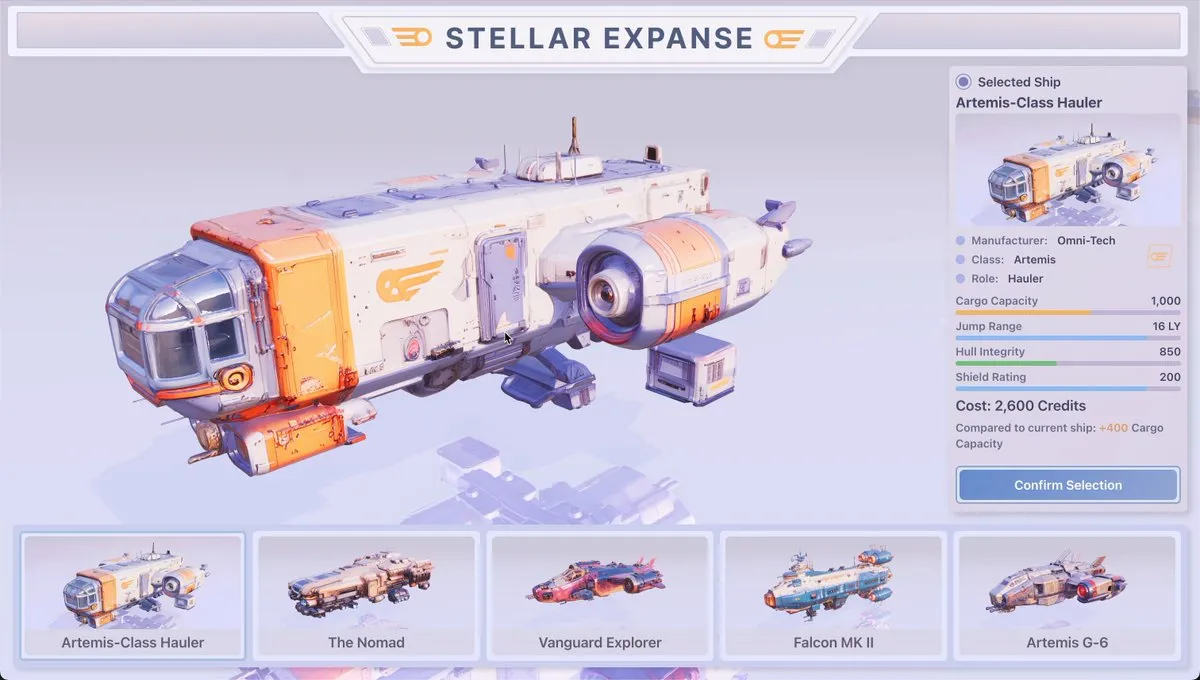 STELLAR EXPANSE
Selected Ship
Artemis-Class Hauler
Manufacturer: Omni-Tech
Class: Artemis
Role: Hauler
Cargo Capacity 1,000
Jump Range 16 LY
Hull Integrity 850
Shield Rating 200
Cost: 2,600 Credits
Compared to current ship: +400 Cargo
Capacity
Confirm Selection
Artemis-Class Hauler
The Nomad
Vanguard Explorer
Falcon MK II
Artemis G-6